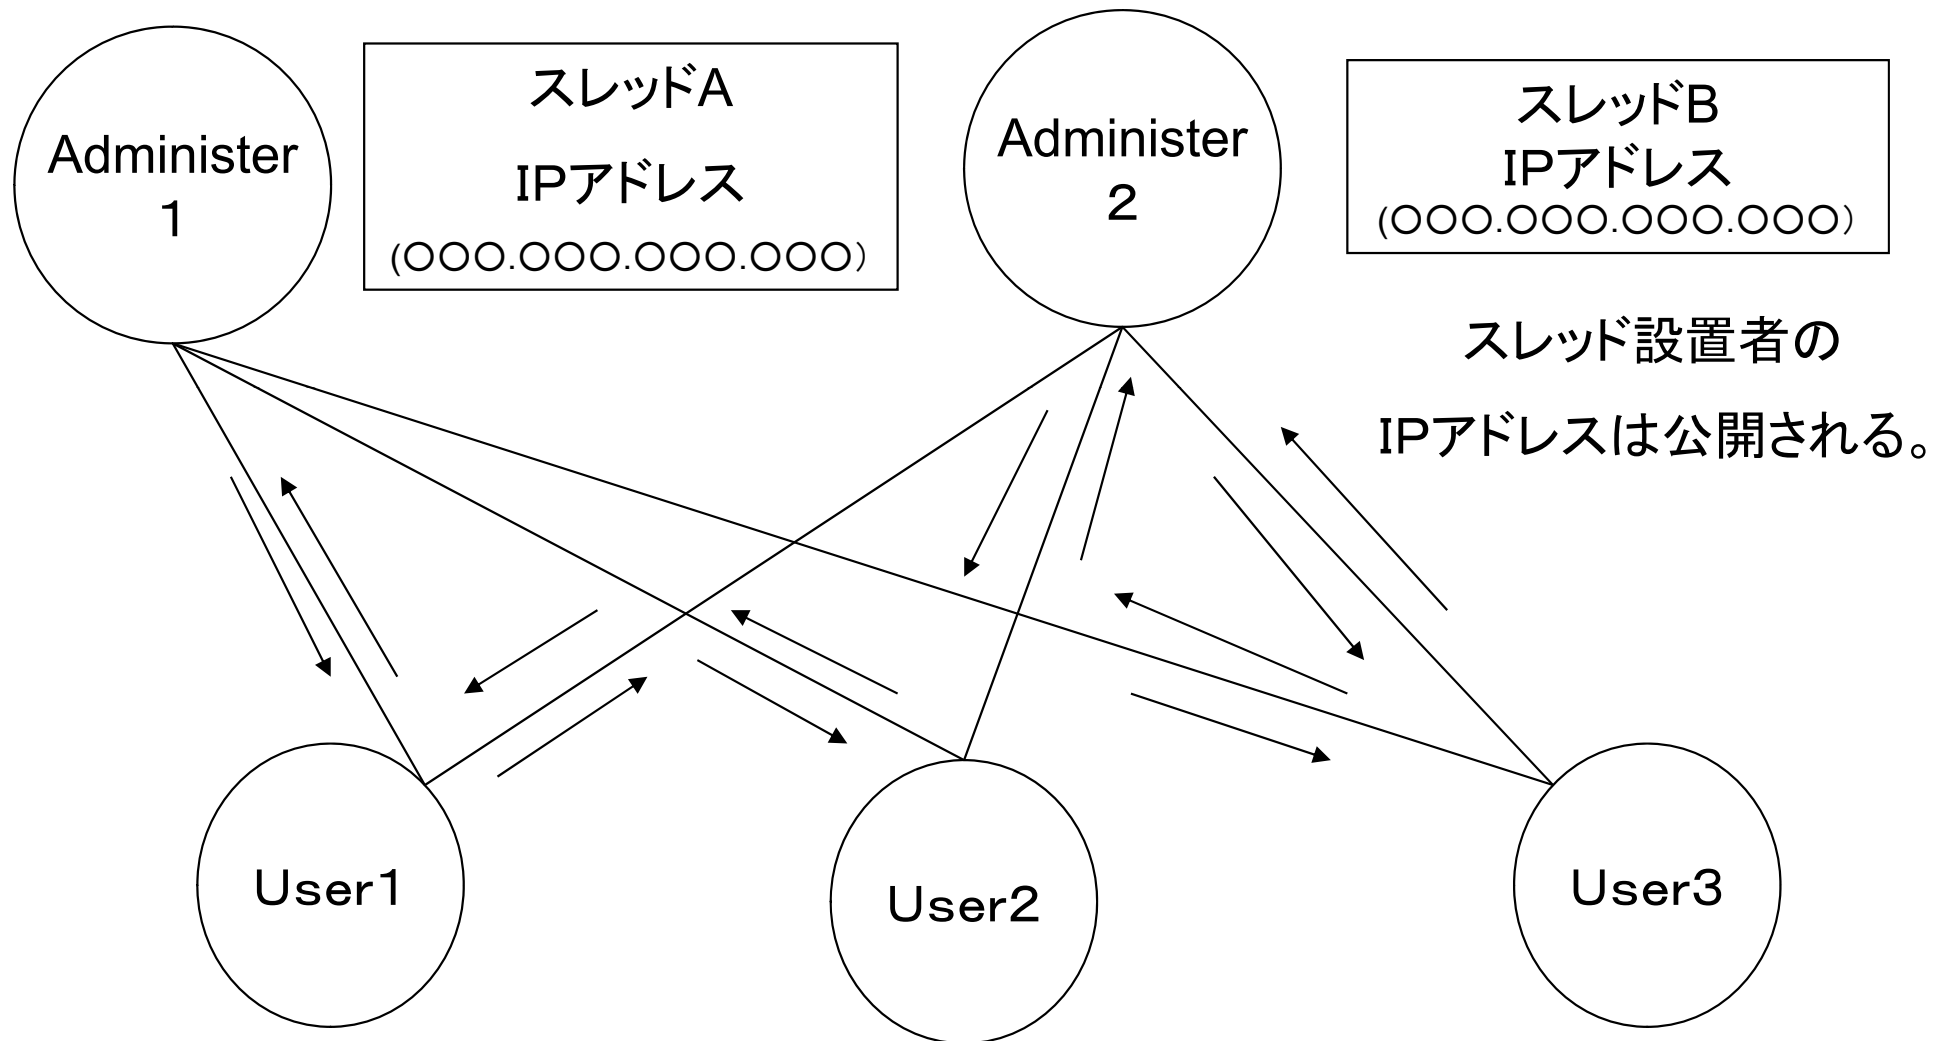 Administer
1
スレッドA
IPアドレス
(○○○.○○○.○○○.○○○)
Administer
2
スレッドB
IPアドレス
(○○○.○○○.○○○.○○○)
スレッド設置者の
IPアドレスは公開される。
User1
User2
User3